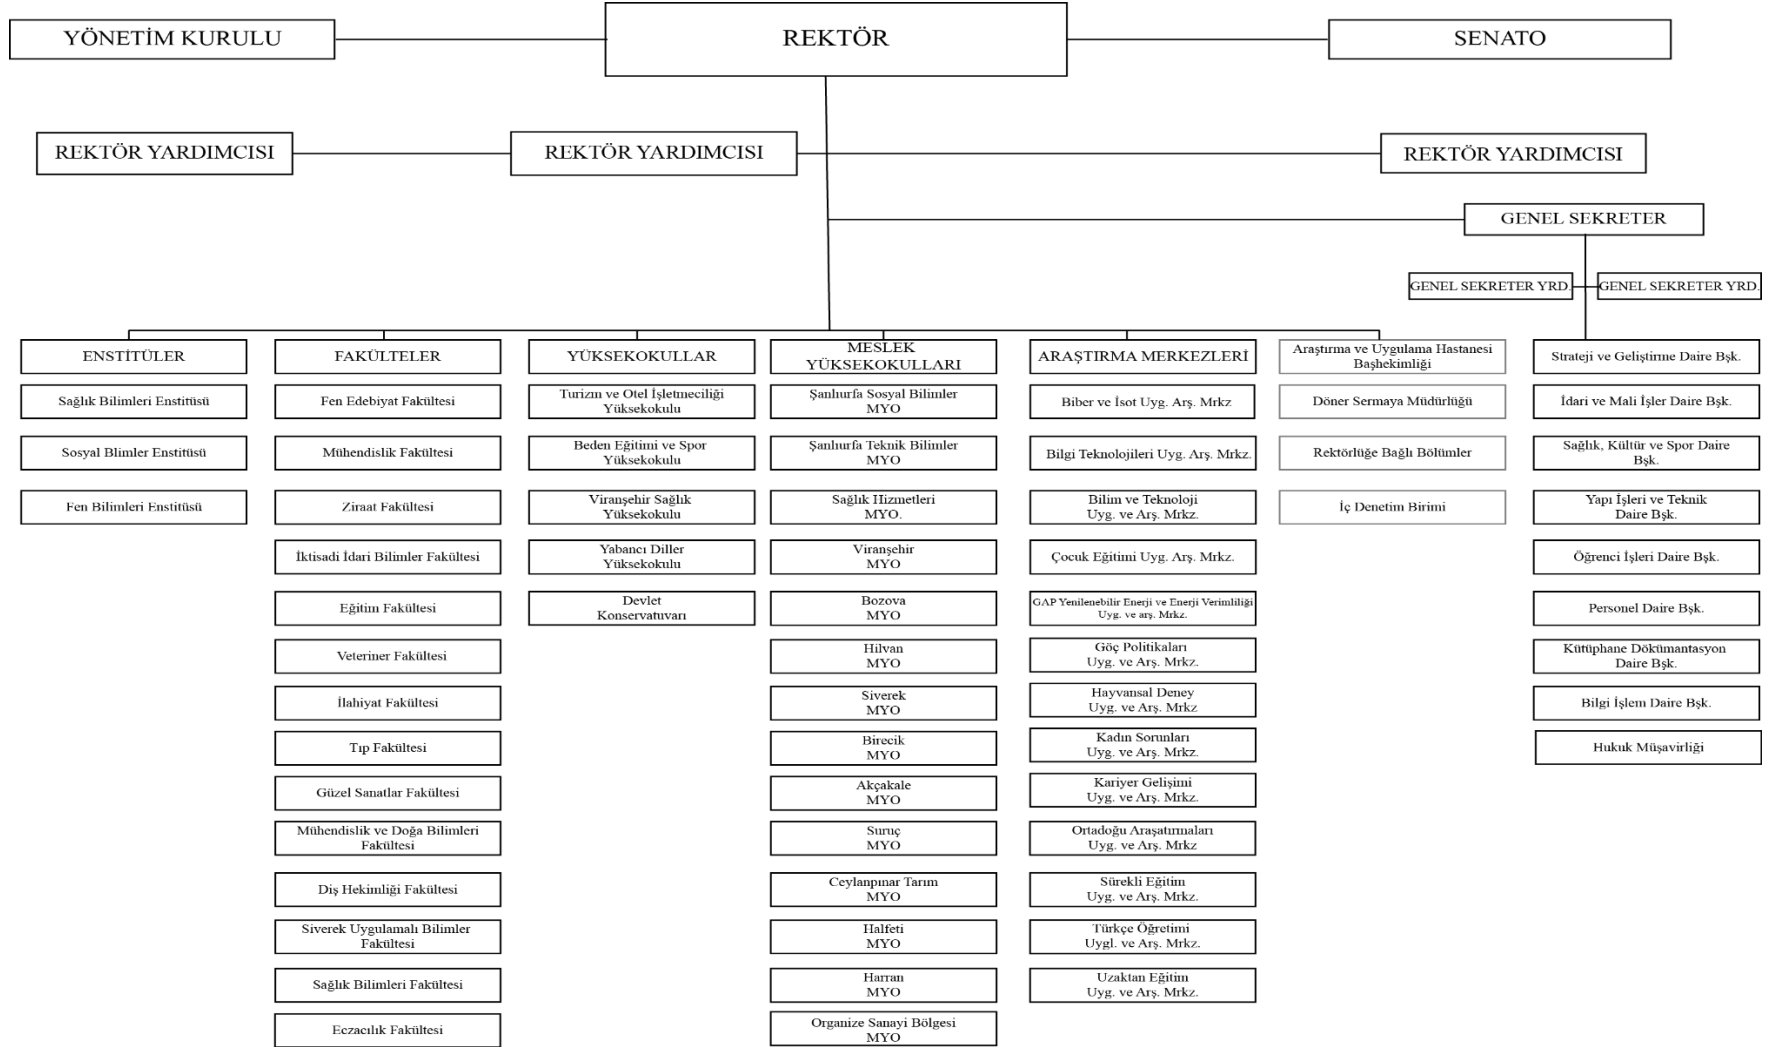 YÖNETİM KURULU
REKTÖR
SENATO
REKTÖR YARDIMCISI
REKTÖR YARDIMCISI
REKTÖR YARDIMCISI
GENEL SEKRETER
GENEL SEKRETER YRD.
GENEL SEKRETER YRD.
ENSTİTÜLER
Sağlık Bilimleri Enstitüsü
Sosyal Blimler Enstitüsü
Fen Bilimleri Enstitüsü
FAKÜLTELER
Fen Edebiyat Fakültesi
Mühendislik Fakültesi
Ziraat Fakültesi
İktisadi İdari Bilimler Fakültesi
Eğitim Fakültesi
Veteriner Fakültesi
İlahiyat Fakültesi
Tıp Fakültesi
Güzel Sanatlar Fakültesi
Mühendislik ve Doğa Bilimleri
Fakültesi
Diş Hekimliği Fakültesi
Siverek Uygulamalı Bilimler
Fakültesi
Sağlık Bilimleri Fakültesi
Eczacılık Fakültesi
YÜKSEKOKULLAR
Turizm ve Otel İşletmeciliği
Yüksekokulu
Beden Eğitimi ve Spor
Yüksekokulu
Viranşehir Sağlık
Yüksekokulu
Yabancı Diller
Yüksekokulu
Devlet
Konservatuvarı
MESLEK
YÜKSEKOKULLARI
Şanlıurfa Sosyal Bilimler
MYO
Şanlıurfa Teknik Bilimler
MYO
Sağlık Hizmetleri
MYO.
Viranşehir
MYO
Bozova
MYO
Hilvan
MYO
Siverek
MYO
Birecik
MYO
Akçakale
MYO
Suruç
MYO
Ceylanpınar Tarım
MYO
Halfeti
MYO
Harran
MYO
Organize Sanayi Bölgesi
MYO
ARAŞTIRMA MERKEZLERİ
Biber ve İsot Uyg. Arş. Mrkz
Bilgi Teknolojileri Uyg. Arş. Mrkz.
Bilim ve Teknoloji
Uyg. ve Arş. Mrkz.
Çocuk Eğitimi Uyg. Arş. Mrkz.
GAP Yenilenebilir Enerji ve Enerji Verimliliği
Uyg. ve arş. Mrkz.
Göç Politikaları
Uyg. ve Arş. Mrkz.
Hayvansal Deney
Uyg. ve Arş. Mrkz
Kadın Sorunları
Uyg. ve Arş. Mrkz.
Kariyer Gelişimi
Uyg. ve Arş. Mrkz.
Ortadoğu Araşatırmaları
Uyg. ve Arş. Mrkz
Sürekli Eğitim
Uyg. ve Arş. Mrkz.
Türkçe Öğretimi
Uygl. ve Arş. Mrkz.
Uzaktan Eğitim
Uyg. ve Arş. Mrkz.
Araştırma ve Uygulama Hastanesi
Başhekimliği
Döner Sermaya Müdürlüğü
Rektörlüğe Bağlı Bölümler
İç Denetim Birimi
Strateji ve Geliştirme Daire Bşk.
İdari ve Mali İşler Daire Bşk.
Sağlık, Kültür ve Spor Daire
Bşk.
Yapı İşleri ve Teknik
Daire Bşk.
Öğrenci İşleri Daire Bşk.
Personel Daire Bşk.
Kütüphane Dökümantasyon
Daire Bşk.
Bilgi İşlem Daire Bşk.
Hukuk Müşavirliği